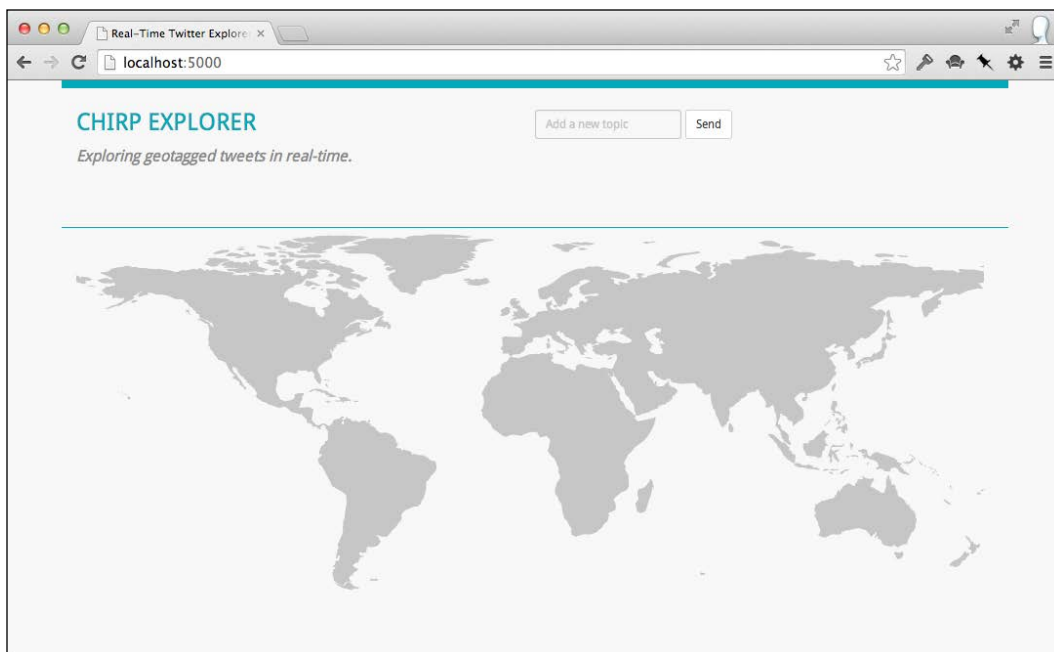 Real-Time Twitter Explore
localhost:5000
CHIRP EXPLORER
Add a new topic
Send
Exploring geotagged tweets in real-time.